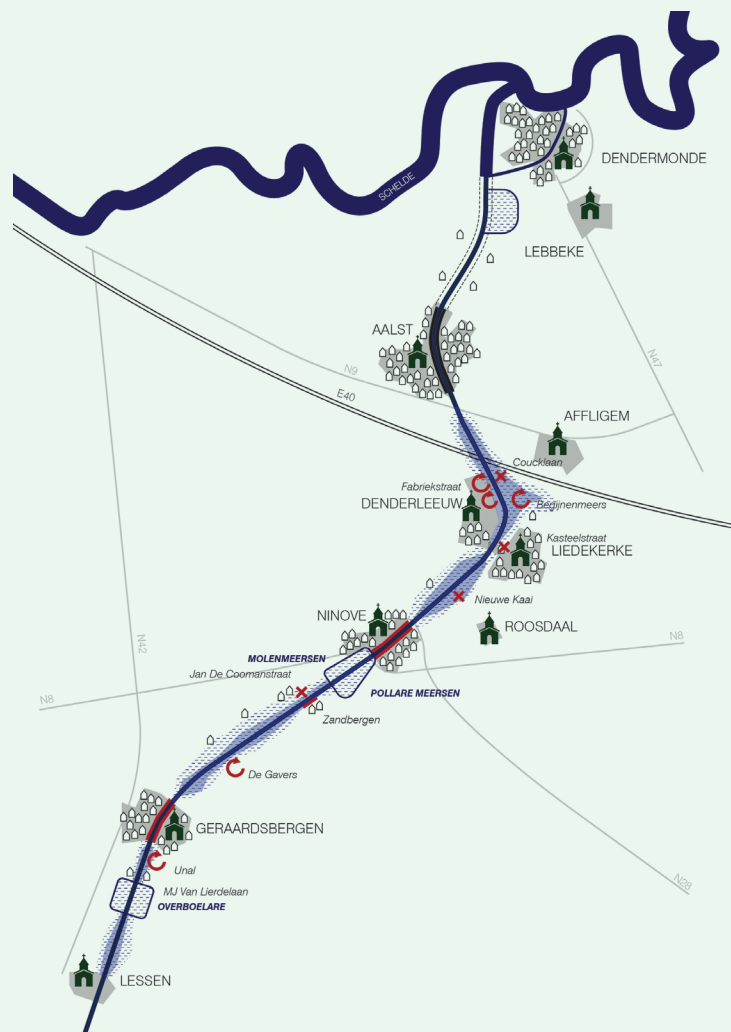 DENDERMONDE
SCHELDE
LEBBEKE
AALST
N9
N47
E40
AFFLIGEM
Coucklaan
Fabriekstraat
DENDERLEEUW
Begijnenmeers
Kasteelstraat
LIEDEKERKE
Nieuwe Kaai
NINOVE
ROOSDAAL
N8
N42
MOLENMEERSEN
Jan De Coomanstraat
POLLARE MEERSEN
N8
Zandbergen
De Gavers
GERAARDSBERGEN
Unal
N28
MJ Van Lierdelaan
OVERBOELARE
LESSEN